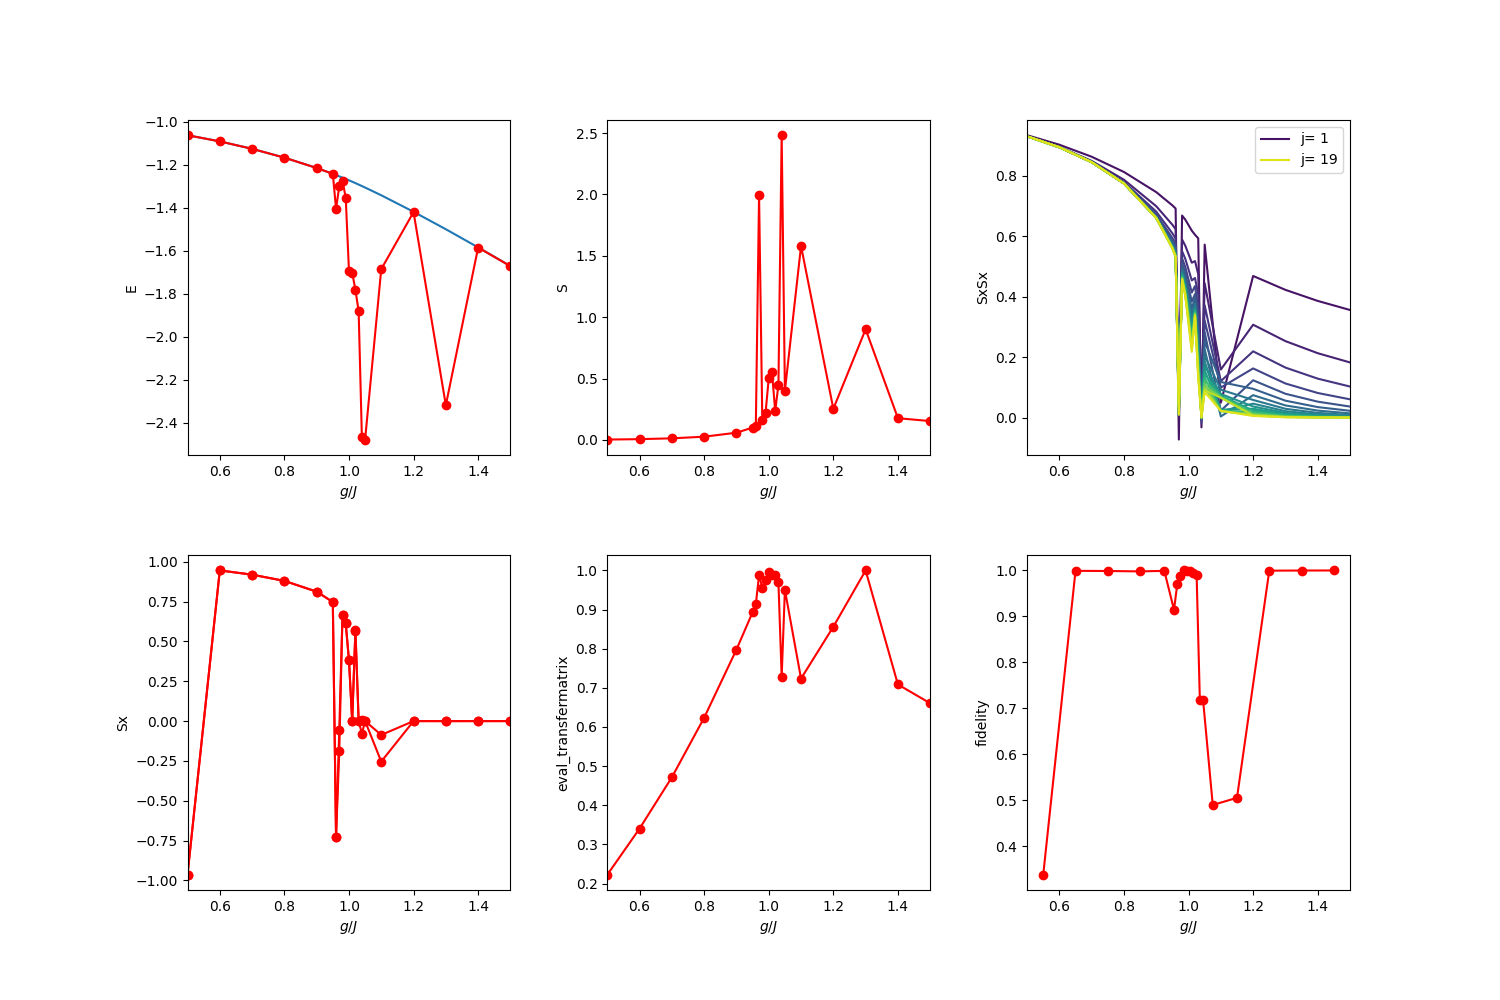 −1.0
−1.2
−1.4
−1.6
−1.8
−2.0
−2.2
−2.4
E
0.6 0.8 1.0 1.2 1.4
g/J
2.5
2.0
1.5
1.0
0.5
0.0
S
0.6 0.8 1.0 1.2 1.4
g/J
j= 1
j= 19
0.8
0.6
0.4
0.2
0.0
SxSx
0.6 0.8 1.0 1.2 1.4
g/J
1.00
0.75
0.50
0.25
0.00
−0.25
−0.50
−0.75
−1.00
Sx
0.6 0.8 1.0 1.2 1.4
g/J
1.0
0.9
0.8
0.7
0.6
0.5
0.4
0.3
0.2
eval_transfermatrix
0.6 0.8 1.0 1.2 1.4
g/J
1.0
0.9
0.8
0.7
0.6
0.5
0.4
fidelity
0.6 0.8 1.0 1.2 1.4
g/J